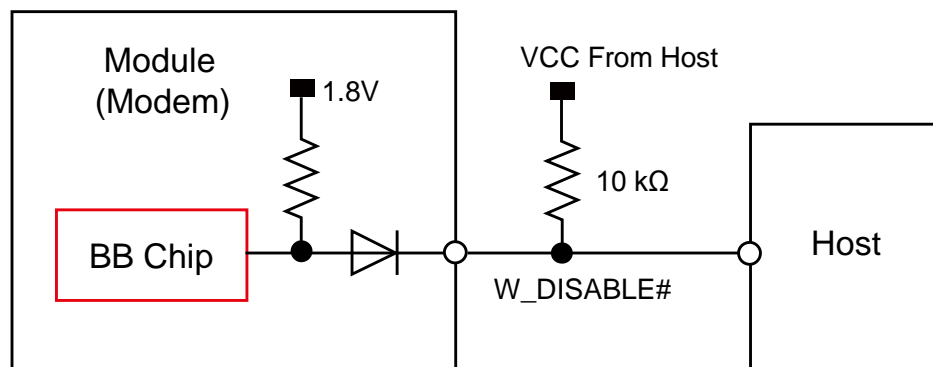 Module
(Modem)
1.8V
VCC From Host
10 kΩ
BB Chip
Host
W_DISABLE#